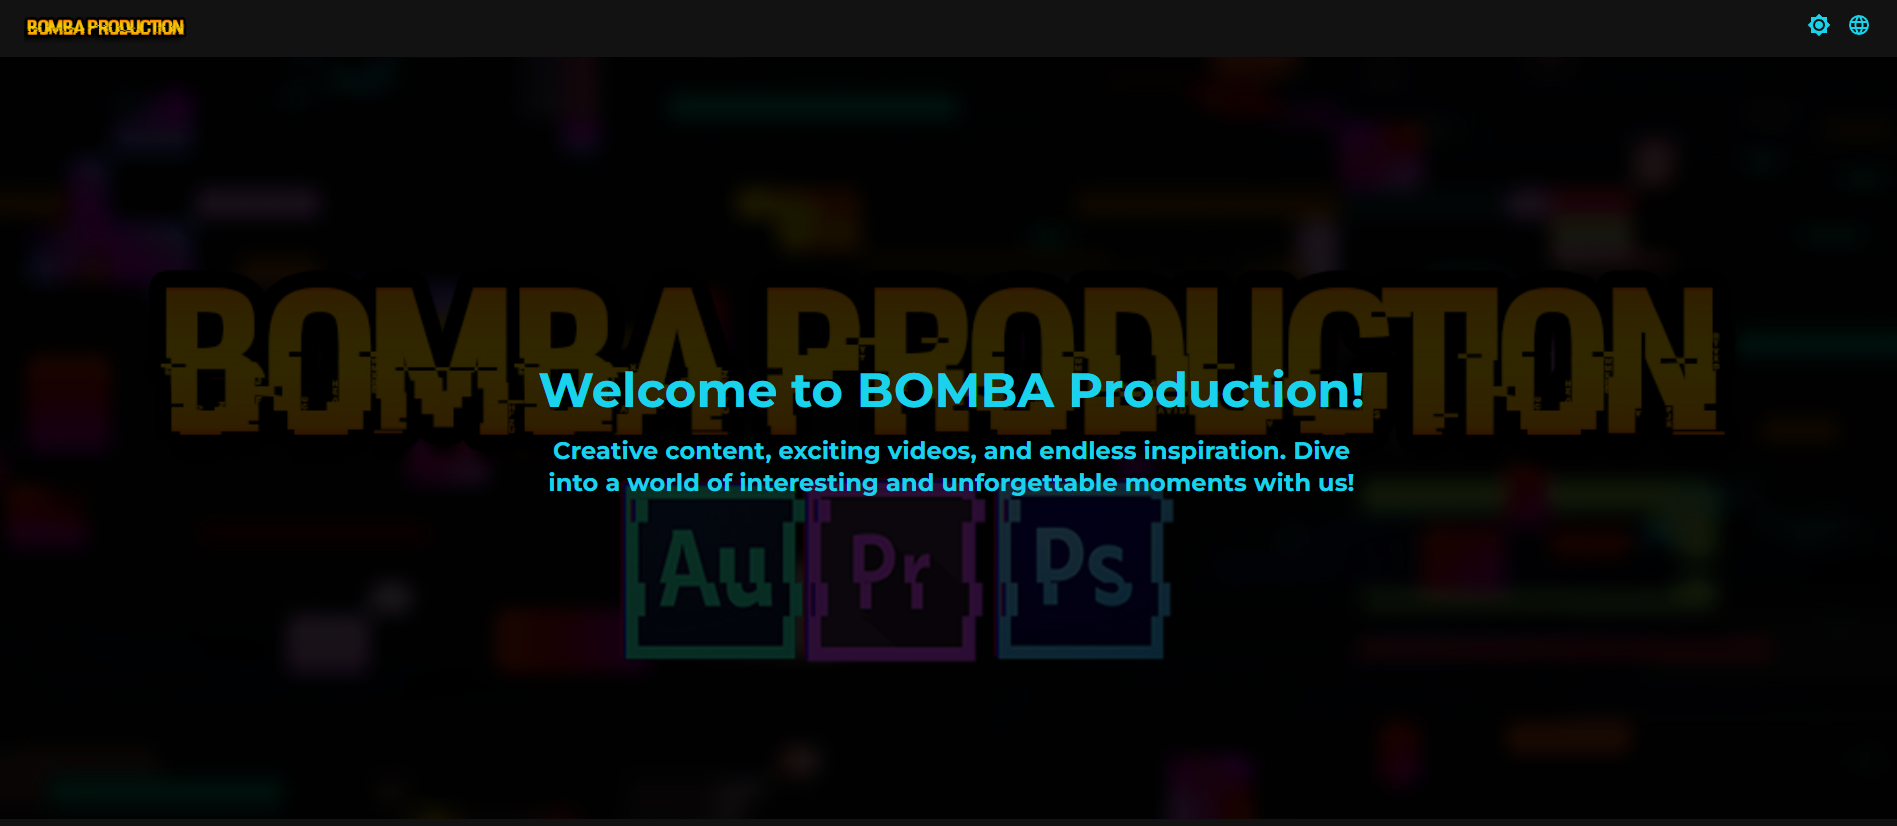 BOMBA PRODUCTION
BOMBA PRODUCTION
Welcome to BOMBA Production!
Creative content, exciting videos, and endless inspiration. Dive
into a world of interesting and unforgettable moments with us!
Au Pr Ps